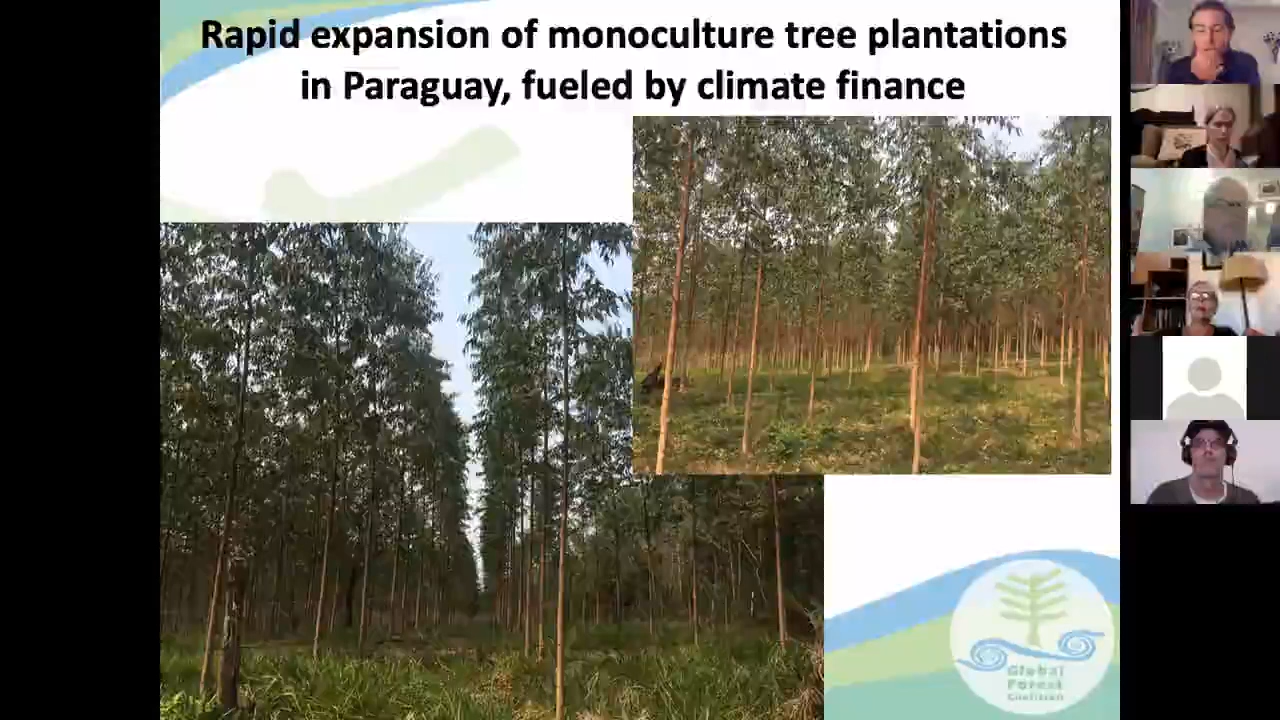 Rapid expansion of monoculture tree plantations
in Paraguay, fueled by climate finance
Global
Forest
Coalition